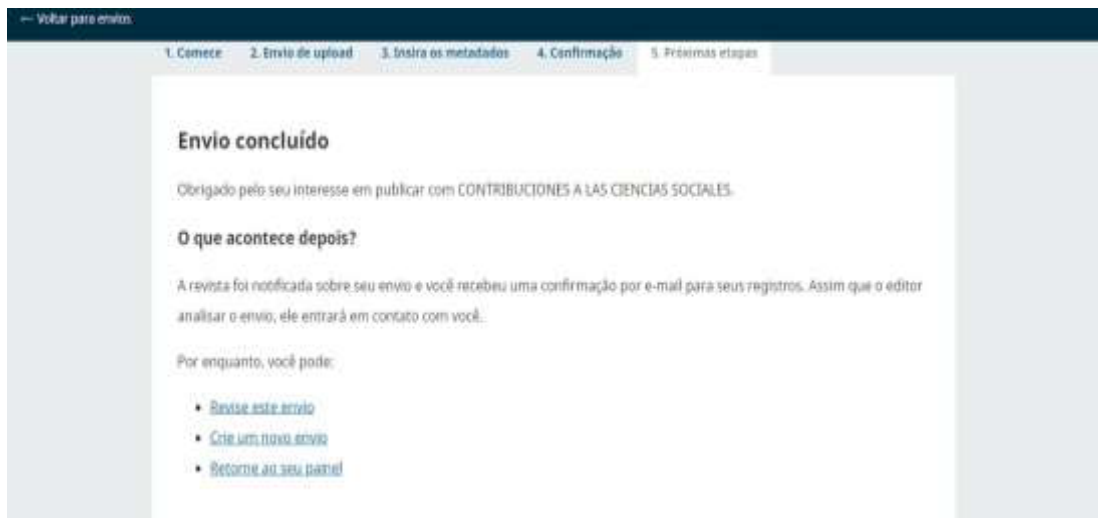 ← Voltar para envios
1. Comece 2. Envio de upload 3. Insira os metadados 4. Confirmação 5. Próximas etapas
Envio concluído
Obrigado pelo seu interesse em publicar com CONTRIBUCIONES A LAS CIENCIAS SOCIALES.
O que acontece depois?
A revista foi notificada sobre seu envio e você recebeu uma confirmação por e-mail para seus registros. Assim que o editor
analisar o envio, ele entrará em contato com você.
Por enquanto, você pode:
• Revise este envio
• Crie um novo envio
• Retorne ao seu painel